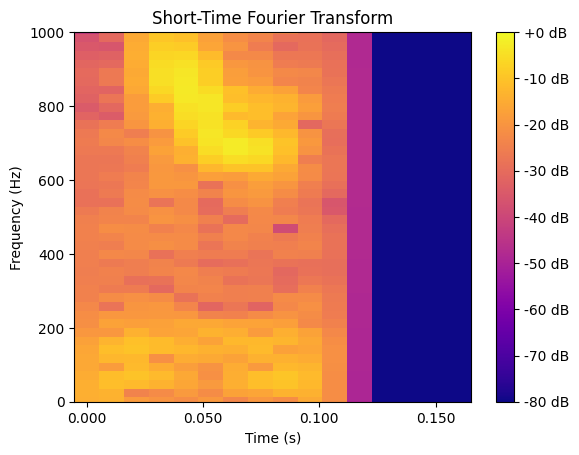 Short-Time Fourier Transform
Frequency (Hz)
1000
800
600
400
200
0
0.000
0.050
0.100
0.150
Time (s)
+0 dB
-10 dB
-20 dB
-30 dB
-40 dB
-50 dB
-60 dB
-70 dB
-80 dB